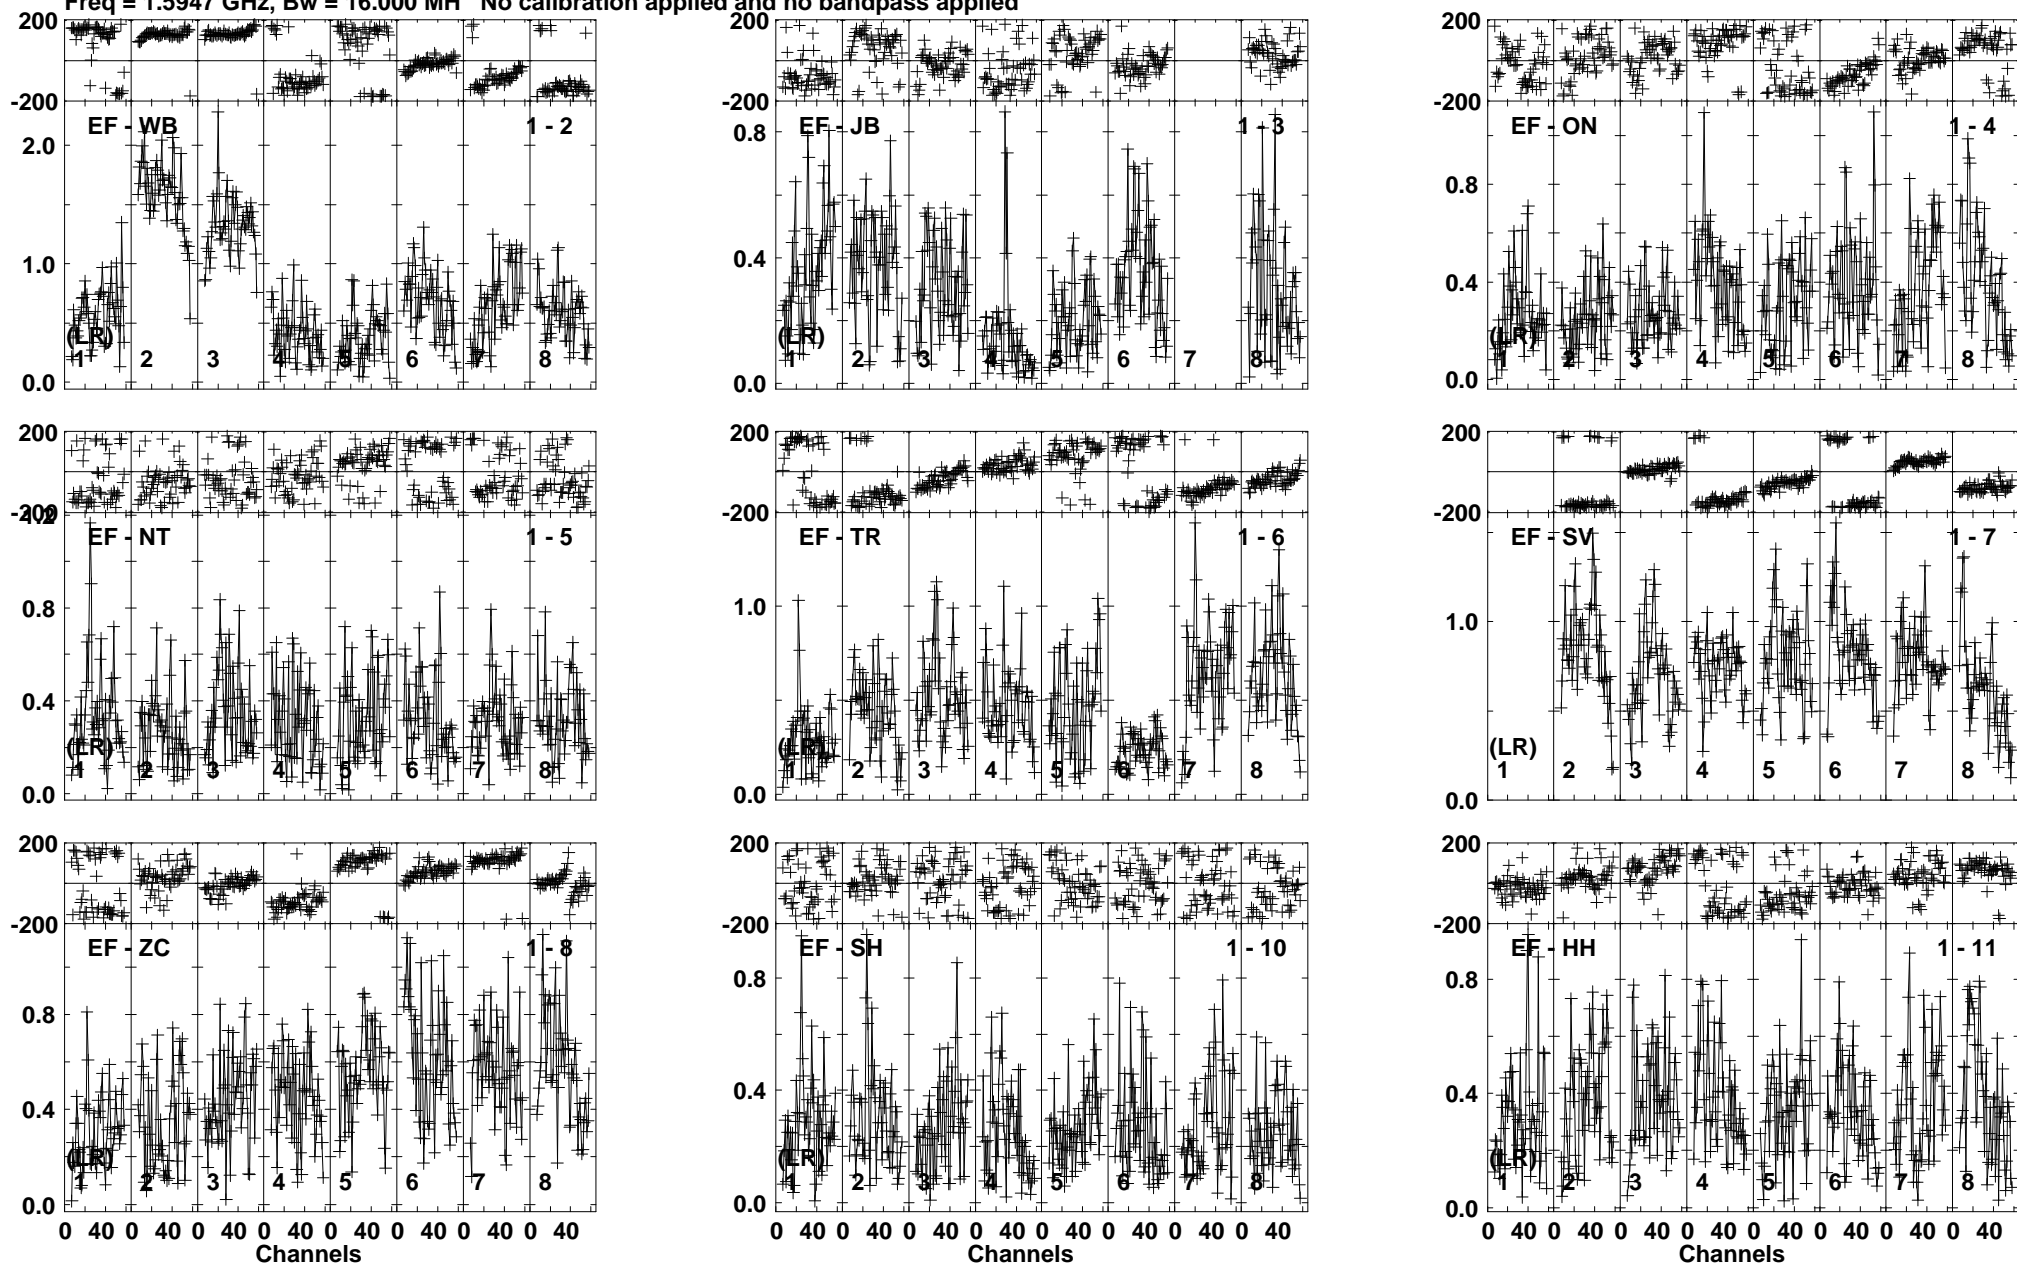 Freq = 1.5947 GHz, Bw = 16.000 MH No calibration applied and no bandpass applied
200 200 200
-200 -200 -200
EF - WB 1 - 2 EF - JB 1 - 3 EF - ON 1 - 4
2.0 0.8 0.8
1.0 0.4 0.4
(LR) (LR) (LR)
1 2 3 4 5 6 7 8 1 2 3 4 5 6 7 8 1 2 3 4 5 6 7 8
0.0 0.0 0.0
200 200 200
-200 -200 -200
1.2
EF - NT 1 - 5 EF - TR 1 - 6 EF - SV 1 - 7
0.8 1.0 1.0
0.4
(LR) (LR) (LR)
1 2 3 4 5 6 7 8 1 2 3 4 5 6 7 8 1 2 3 4 5 6 7 8
0.0 0.0 0.0
200 200 200
-200 -200 -200
EF - ZC 1 - 8 EF - SH 1 - 10 EF - HH 1 - 11
0.8 0.8 0.8
0.4 0.4 0.4
(LR) (LR) (LR)
1 2 3 4 5 6 7 8 1 2 3 4 5 6 7 8 1 2 3 4 5 6 7 8
0.0 0.0 0.0
0 40 0 40 0 40 0 40 0 40 0 40 0 40 0 40 0 40 0 40 0 40 0 40 0 40 0 40 0 40 0 40 0 40 0 40 0 40 0 40 0 40 0 40 0 40 0 40
Channels Channels Channels